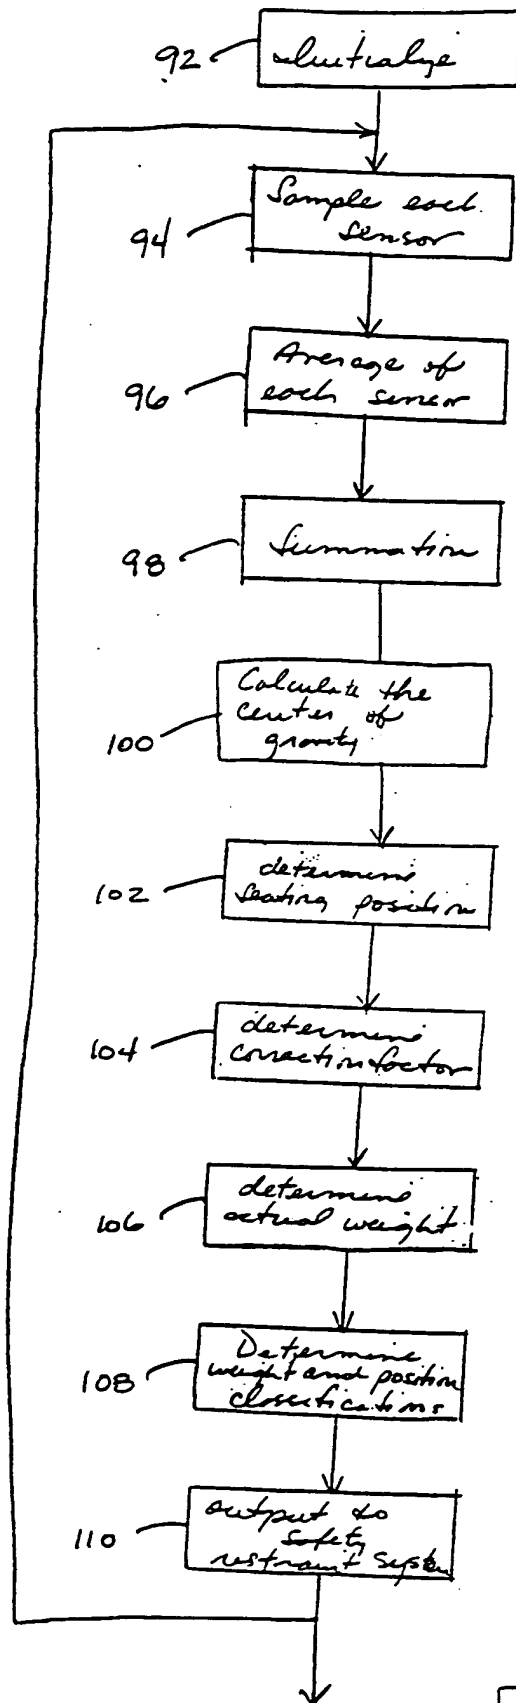 92
Initialize
94
Sample each
sensor
96
Average of
each sensor
98
Summation
100
Calculate the
center of
gravity
102
determine
seating position
104
determine
correction factor
106
determine
actual weight
108
Determine
weight and position
classifications
110
output to
safety
restraint system